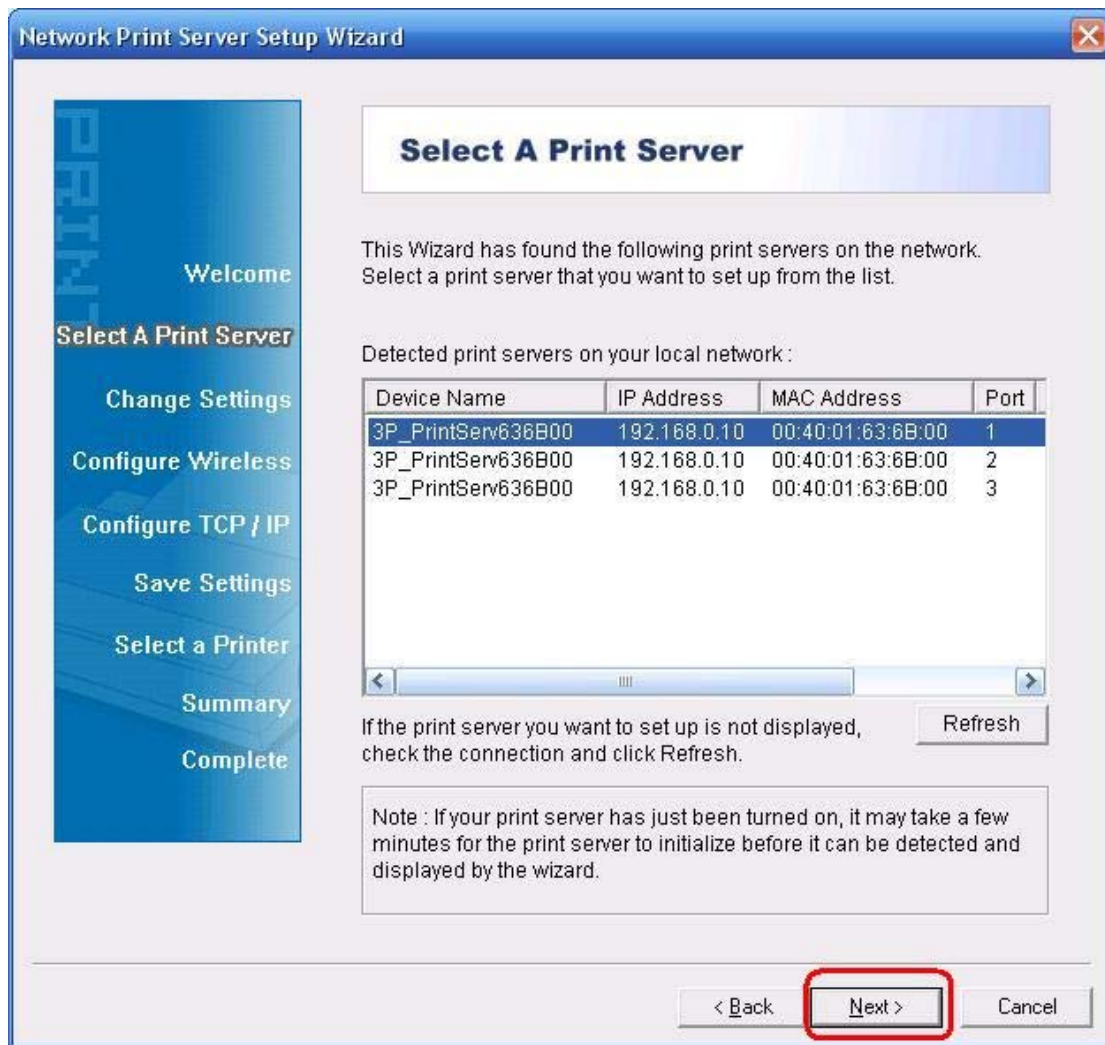 Network Print Server Setup Wizard
PRINT
Welcome
Select A Print Server
Change Settings
Configure Wireless
Configure TCP / IP
Save Settings
Select a Printer
Summary
Complete
Select A Print Server
This Wizard has found the following print servers on the network.
Select a print server that you want to set up from the list.
Detected print servers on your local network :
Device Name IP Address MAC Address Port
3P_PrintServ636B00 192.168.0.10 00:40:01:63:6B:00 1
3P_PrintServ636B00 192.168.0.10 00:40:01:63:6B:00 2
3P_PrintServ636B00 192.168.0.10 00:40:01:63:6B:00 3
If the print server you want to set up is not displayed,
check the connection and click Refresh.
Refresh
Note : If your print server has just been turned on, it may take a few
minutes for the print server to initialize before it can be detected and
displayed by the wizard.
< Back Next > Cancel